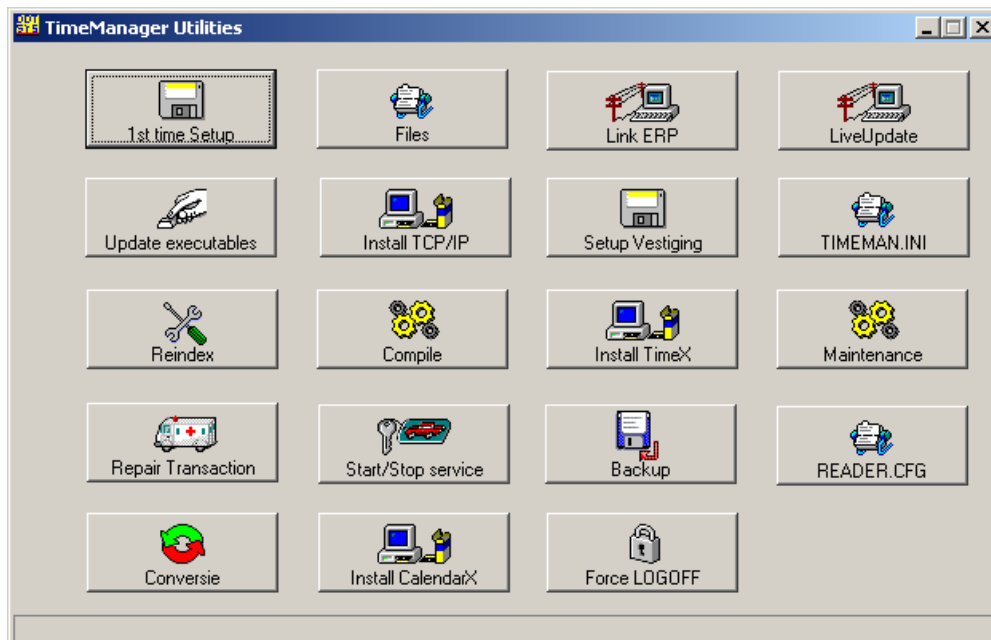 TimeManager Utilities
1st time Setup
Files
Link ERP
LiveUpdate
Update executables
Install TCP/IP
Setup Vestiging
TIMEMAN.INI
Reindex
Compile
Install TimeX
Maintenance
Repair Transaction
Start/Stop service
Backup
READER.CFG
Conversie
Install CalendarX
Force LOGOFF